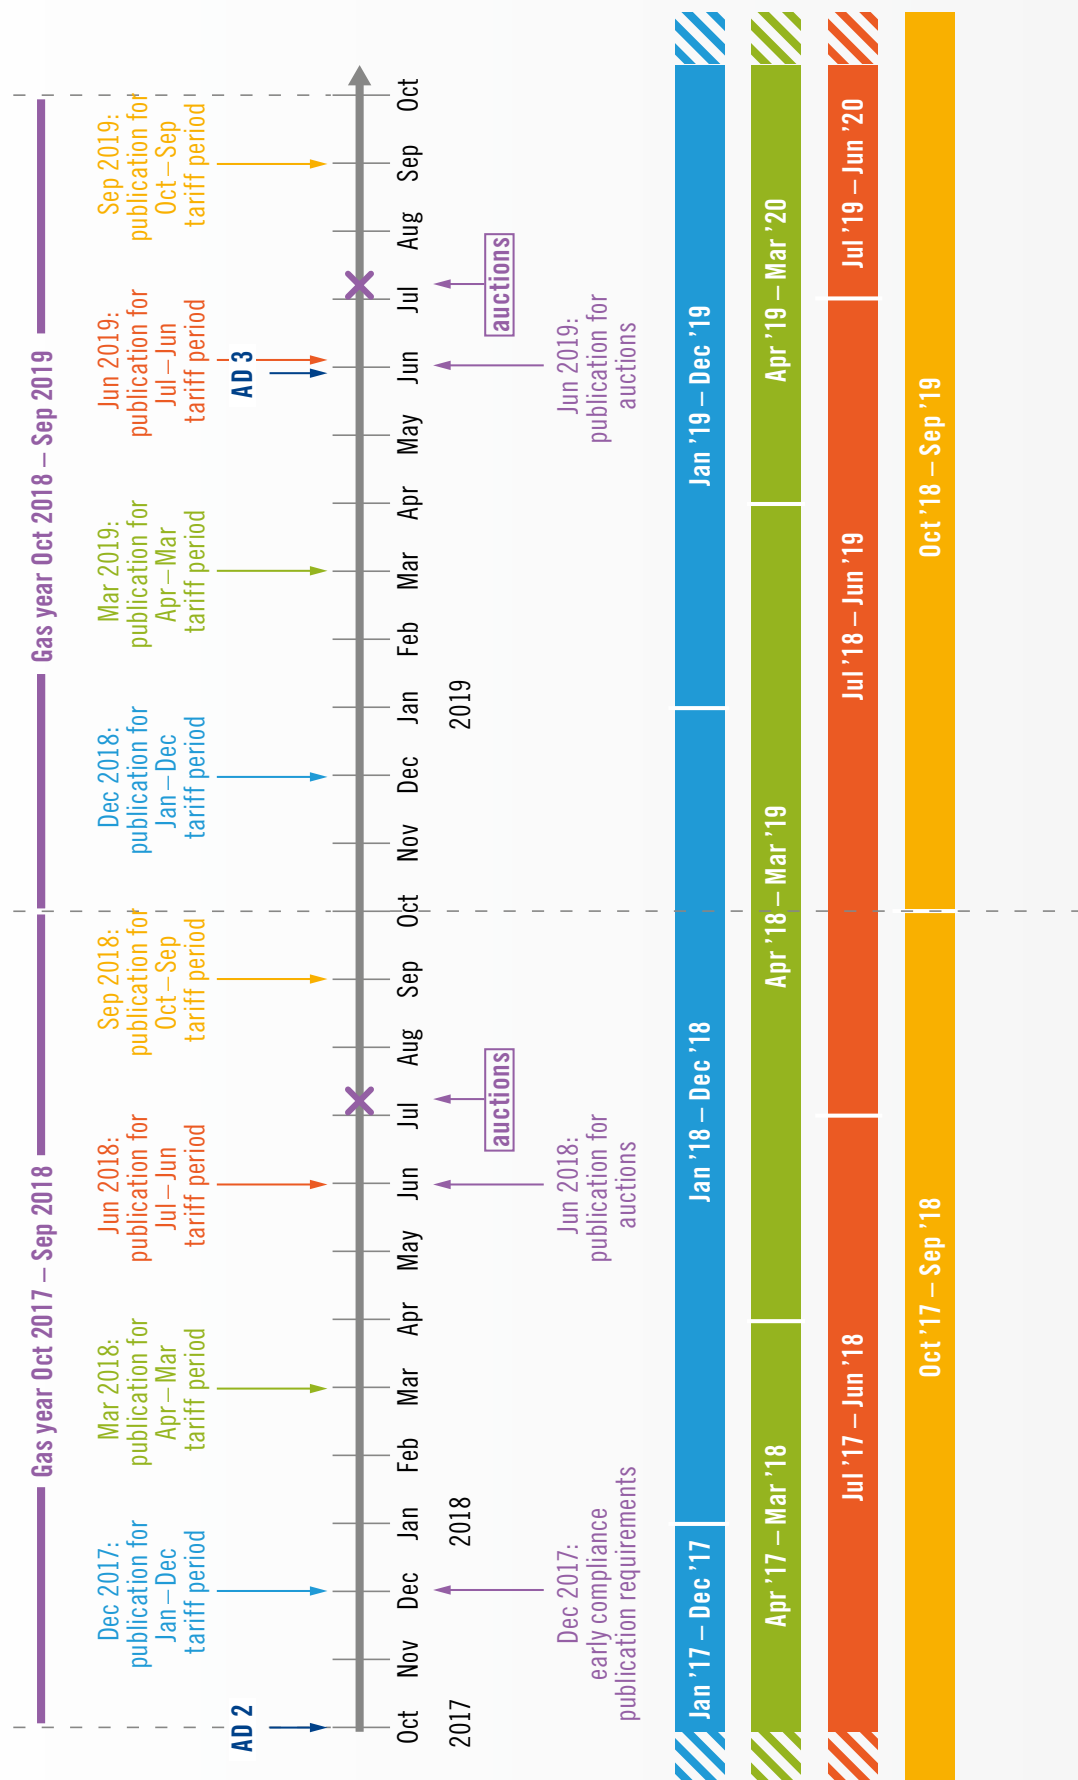 Gas year Oct 2017 – Sep 2018
Gas year Oct 2018 – Sep 2019
Dec 2017:
publication for
Jan – Dec
tariff period
Mar 2018:
publication for
Apr – Mar
tariff period
Jun 2018:
publication for
Jul – Jun
tariff period
Sep 2018:
publication for
Oct – Sep
tariff period
Dec 2018:
publication for
Jan – Dec
tariff period
Mar 2019:
publication for
Apr – Mar
tariff period
Jun 2019:
publication for
Jul – Jun
tariff period
Sep 2019:
publication for
Oct – Sep
tariff period
AD 2
AD 3
Oct Nov Dec Jan Feb Mar Apr May Jun Jul Aug Sep Oct Nov Dec Jan Feb Mar Apr May Jun Jul Aug Sep Oct
2017 2018 2019
auctions
auctions
Dec 2017:
early compliance
publication requirements
Jun 2018:
publication for
auctions
Jun 2019:
publication for
auctions
Jan ’17 – Dec ’17
Jan ’18 – Dec ’18
Jan ’19 – Dec ’19
Apr ’17 – Mar ’18
Apr ’18 – Mar ’19
Apr ’19 – Mar ’20
Jul ’17 – Jun ’18
Jul ’18 – Jun ’19
Jul ’19 – Jun ’20
Oct ’17 – Sep ’18
Oct ’18 – Sep ’19